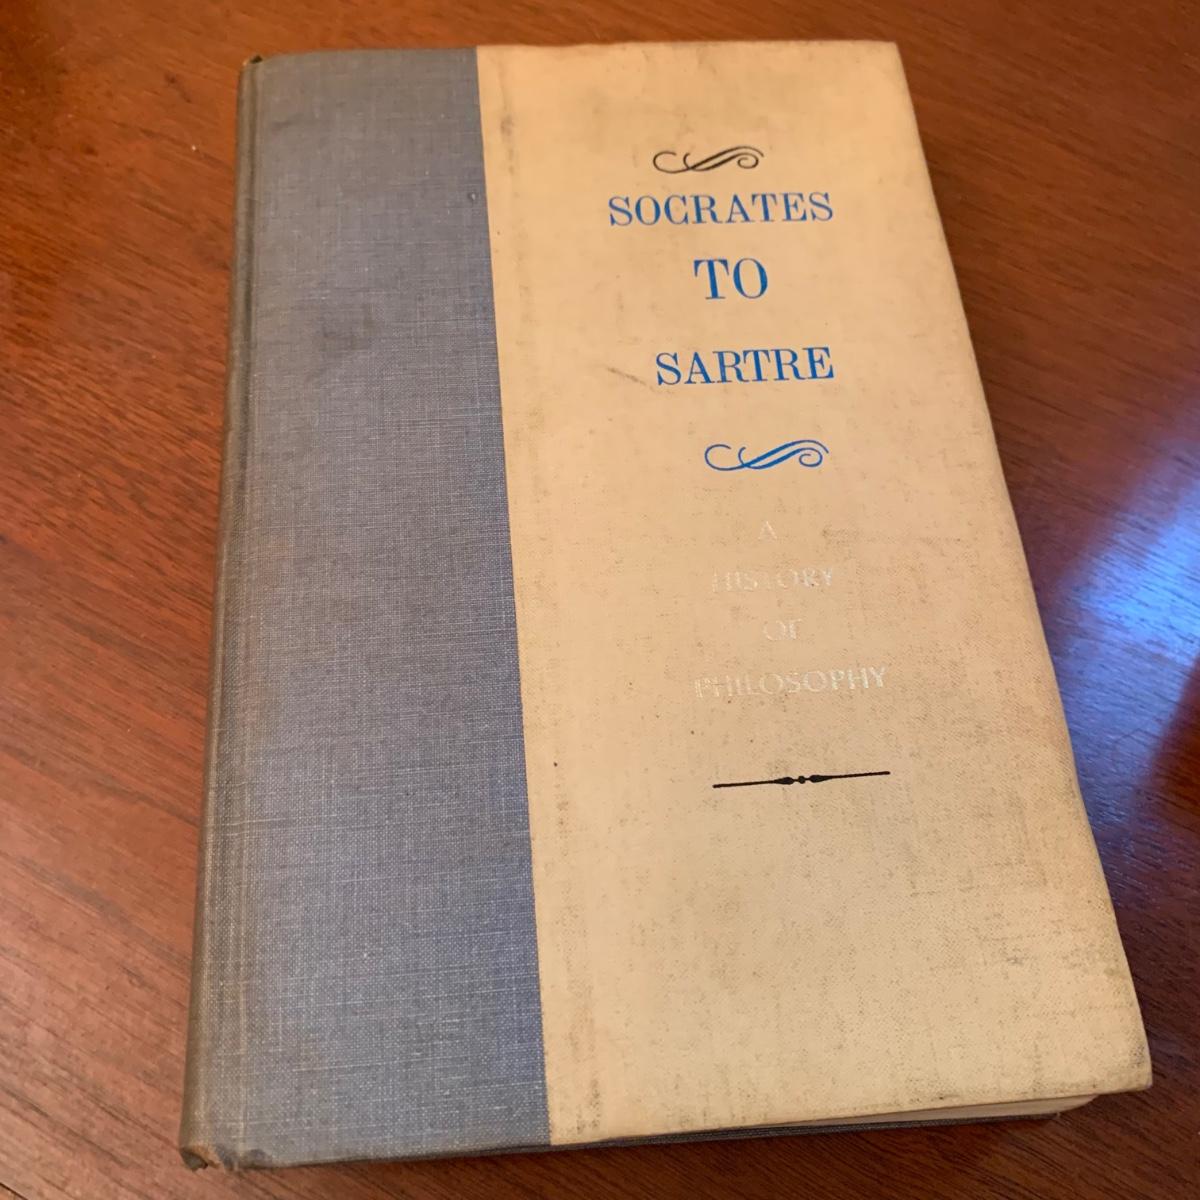 SOCRATES
TO
SARTRE
A
HISTORY
OF
PHILOSOPHY